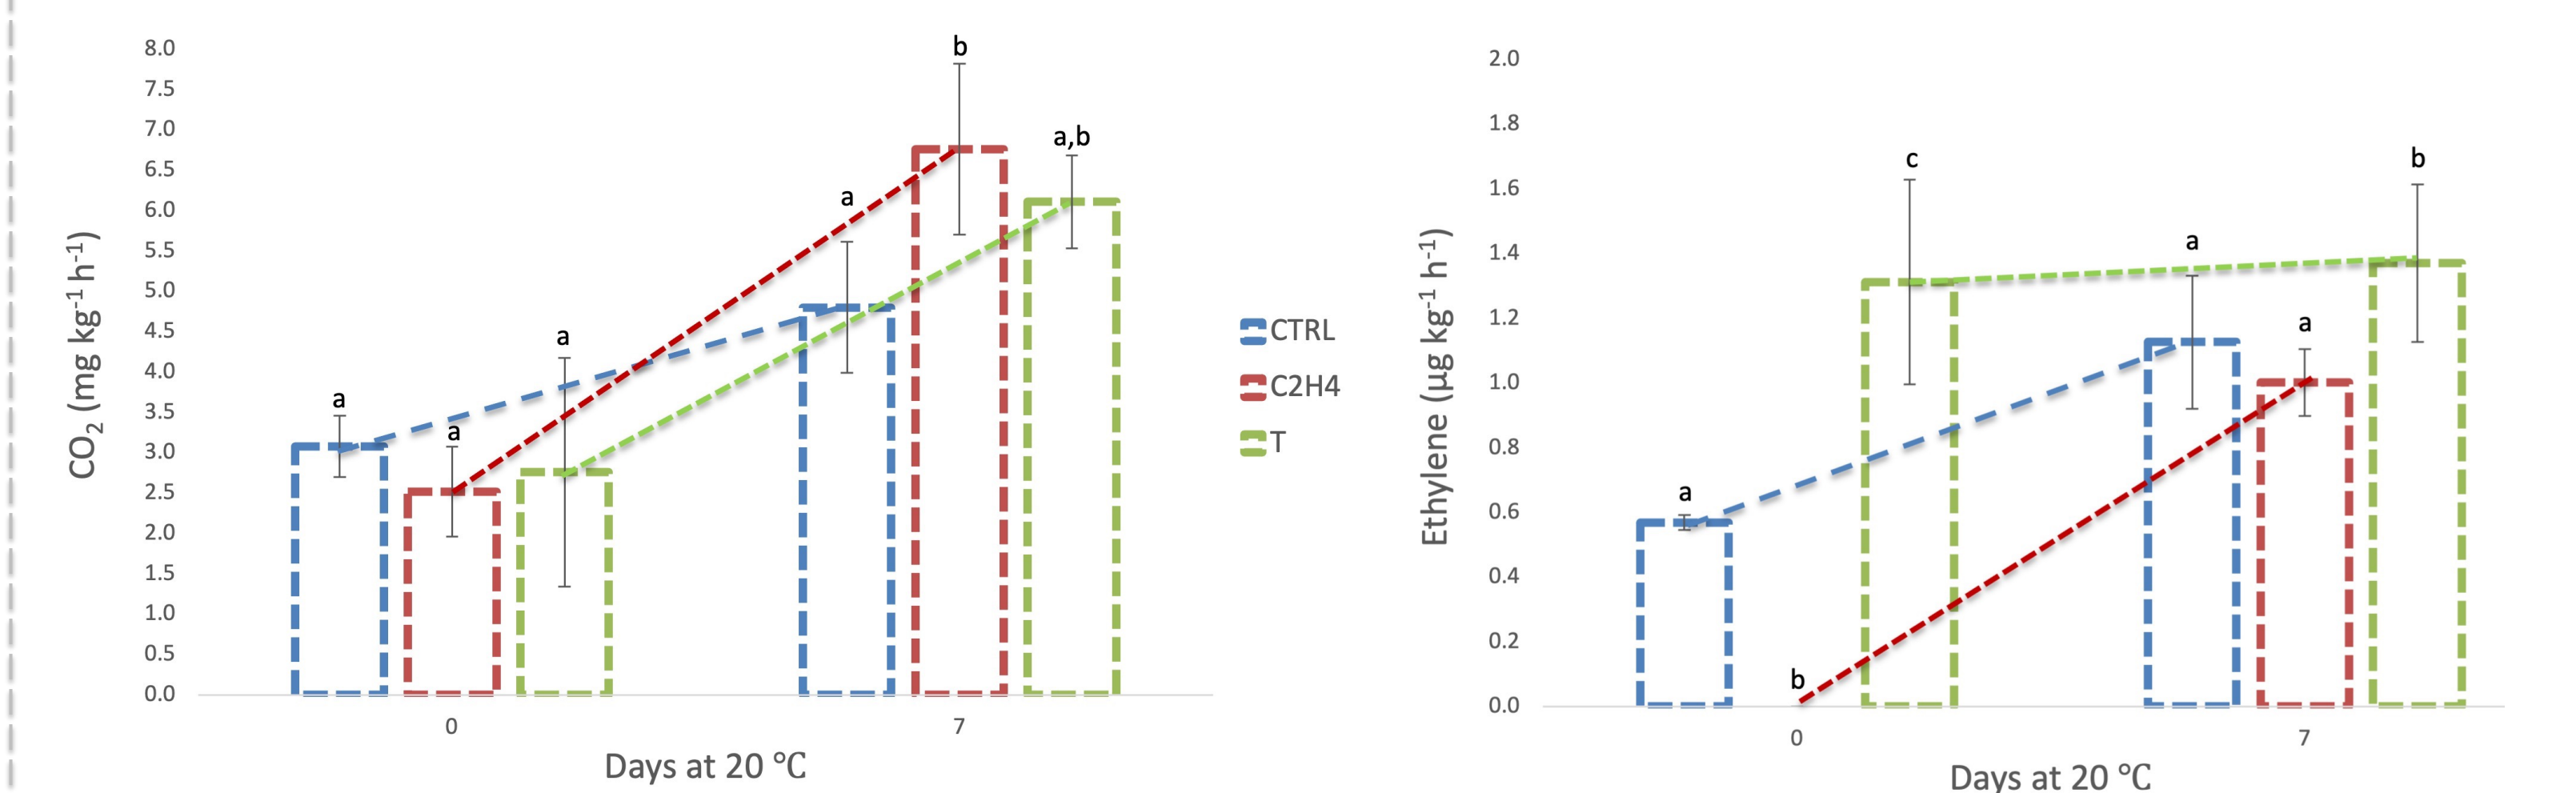 8.0
7.5
7.0
6.5
6.0
5.5
5.0
4.5
4.0
3.5
3.0
2.5
2.0
1.5
1.0
0.5
0.0
CO₂ (mg kg⁻¹ h⁻¹)
a
a
a
a
b
a,b
0
7
Days at 20 ℃
CTRL
C2H4
T
2.0
1.8
1.6
1.4
1.2
1.0
0.8
0.6
0.4
0.2
0.0
Ethylene (µg kg⁻¹ h⁻¹)
a
b
c
a
a
b
0
7
Days at 20 ℃